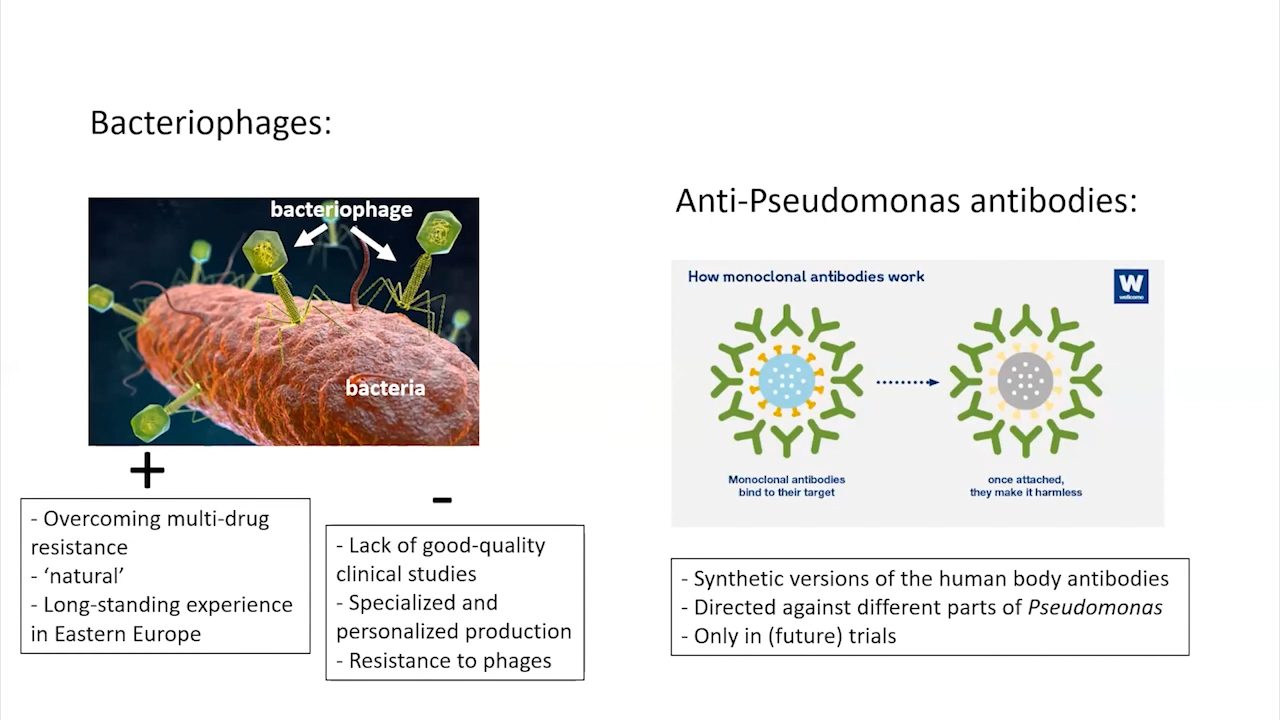 Bacteriophages:
bacteriophage
bacteria
+
- Overcoming multi-drug
resistance
- ‘natural’
- Long-standing experience
in Eastern Europe
-
- Lack of good-quality
clinical studies
- Specialized and
personalized production
- Resistance to phages
Anti-Pseudomonas antibodies:
How monoclonal antibodies work
W
wellcome
Monoclonal antibodies
bind to their target
once attached,
they make it harmless
- Synthetic versions of the human body antibodies
- Directed against different parts of Pseudomonas
- Only in (future) trials